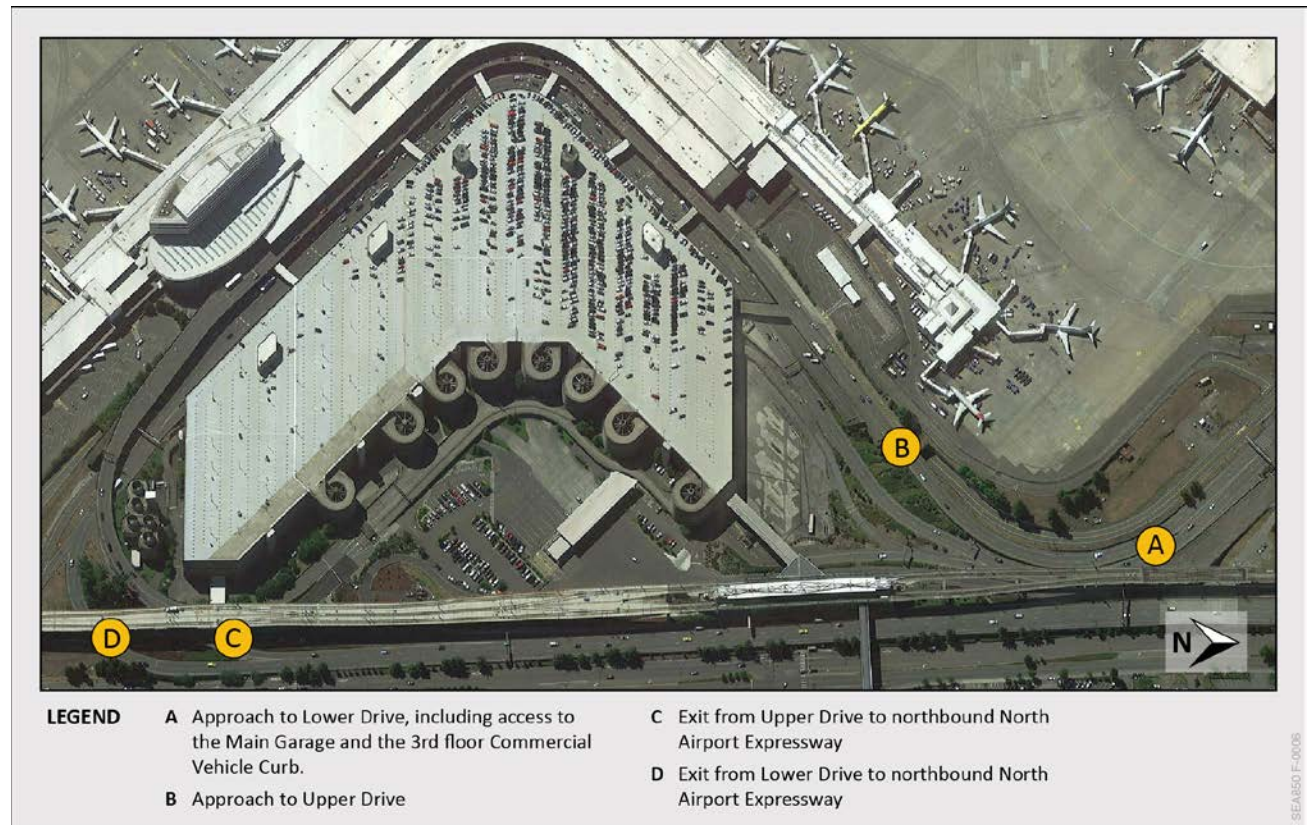 B
A
D
C
N
LEGEND
A Approach to Lower Drive, including access to
the Main Garage and the 3rd floor Commercial
Vehicle Curb.
B Approach to Upper Drive
C Exit from Upper Drive to northbound North
Airport Expressway
D Exit from Lower Drive to northbound North
Airport Expressway
SEA850 F-0006